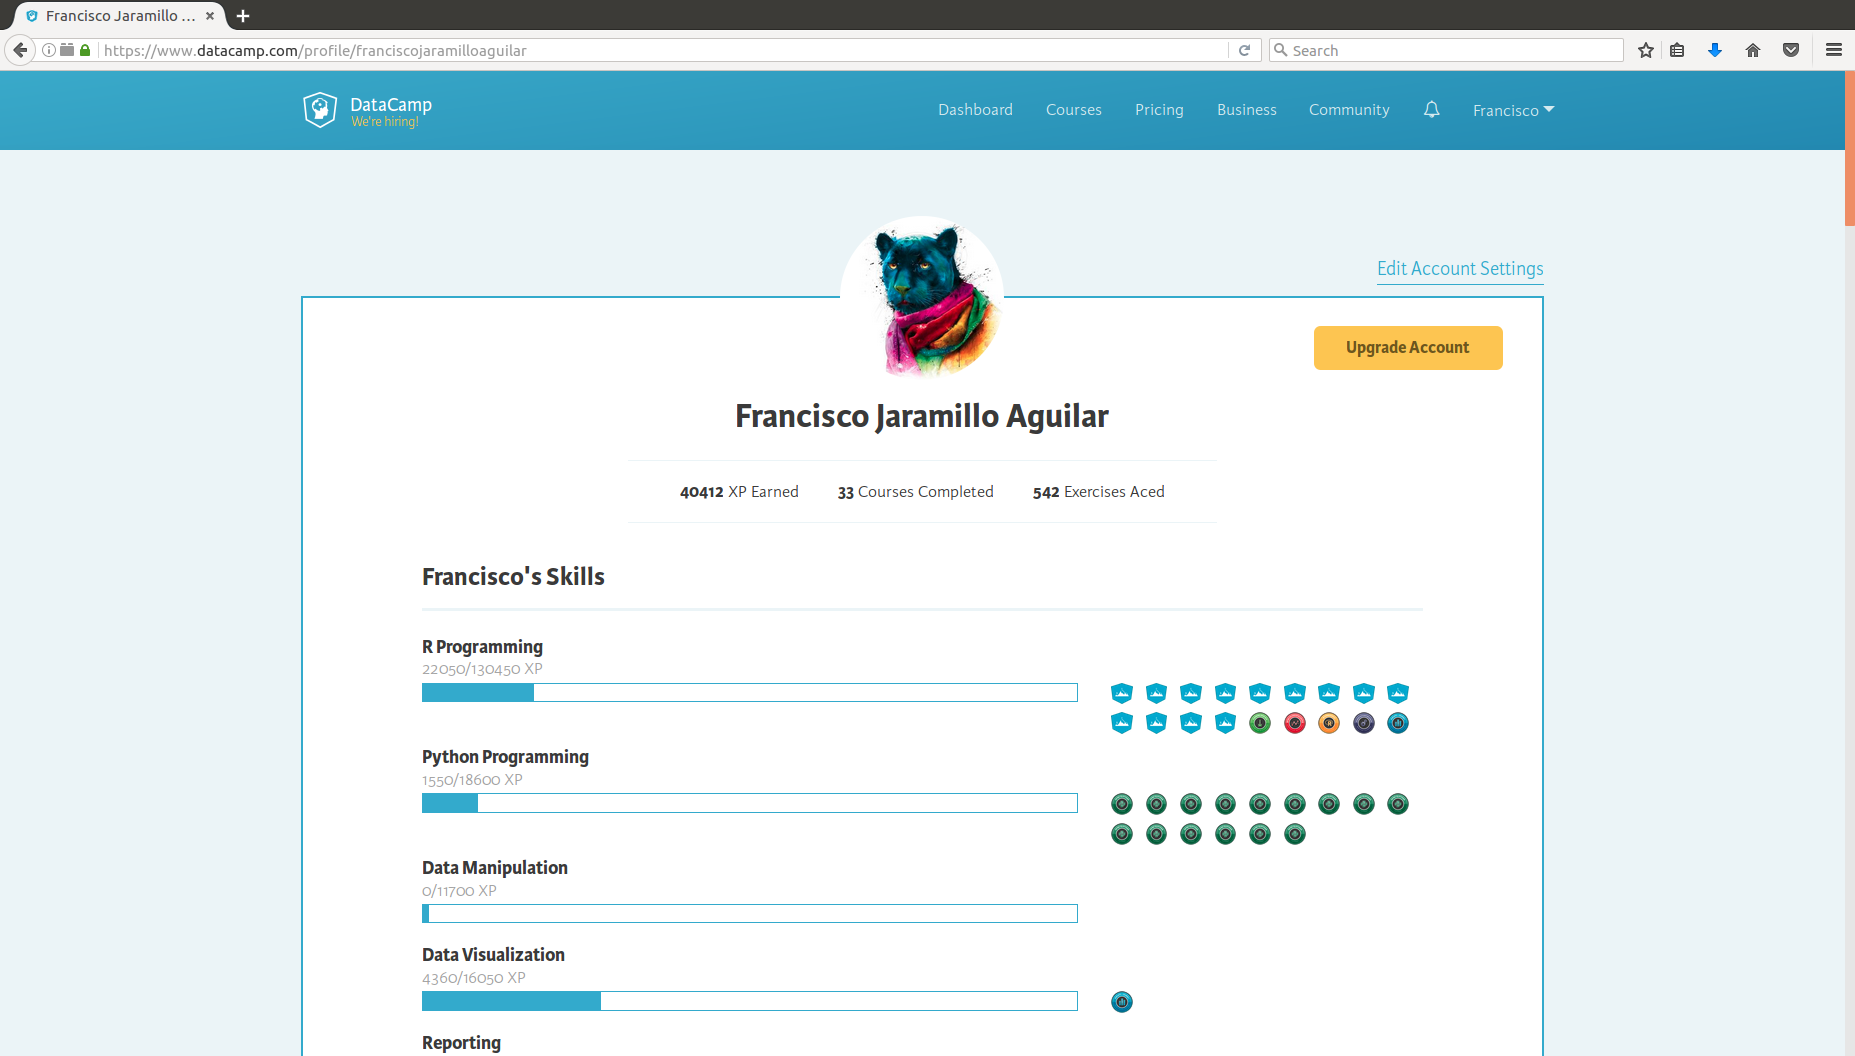 Francisco Jaramillo ...
https://www.datacamp.com/profile/franciscojaramilloaguilar
Search
DataCamp
We're hiring!
Dashboard Courses Pricing Business Community Francisco
Edit Account Settings
Upgrade Account
Francisco Jaramillo Aguilar
40412 XP Earned 33 Courses Completed 542 Exercises Aced
Francisco's Skills
R Programming
22050/130450 XP
Python Programming
1550/18600 XP
Data Manipulation
0/11700 XP
Data Visualization
4360/16050 XP
Reporting